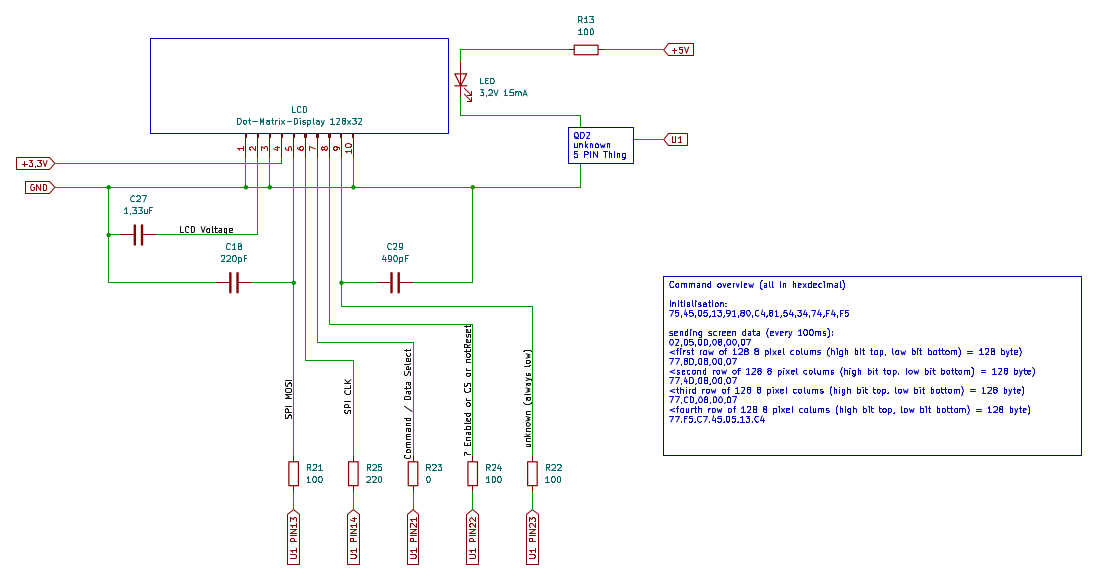 R13
100
+5V
LED
3,2V 15mA
LCD
Dot-Matrix-Display 128x32
QD2
unknown
5 PIN Thing
U1
1
2
3
4
5
6
7
8
9
10
+3,3V
GND
C27
1,33uF
LCD Voltage
C18
220pF
C29
490pF
Command overview (all in hexdecimal)
Initialisation:
75,45,05,13,91,80,C4,81,54,34,74,F4,F5
sending screen data (every 100ms):
02,05,0D,08,00,07
<first row of 128 8 pixel colums (high bit top, low bit bottom) = 128 byte)
77,8D,08,00,07
<second row of 128 8 pixel colums (high bit top, low bit bottom) = 128 byte)
77,4D,08,00,07
<third row of 128 8 pixel colums (high bit top, low bit bottom) = 128 byte)
77,CD,08,00,07
<fourth row of 128 8 pixel colums (high bit top, low bit bottom) = 128 byte)
77,F5,C7,45,05,13,C4
SPI MOSI
SPI CLK
Command / Data Select
? Enabled or CS or notReset
unknown (always low)
R21
100
R25
220
R23
0
R24
100
R22
100
U1 PIN13
U1 PIN14
U1 PIN21
U1 PIN22
U1 PIN23